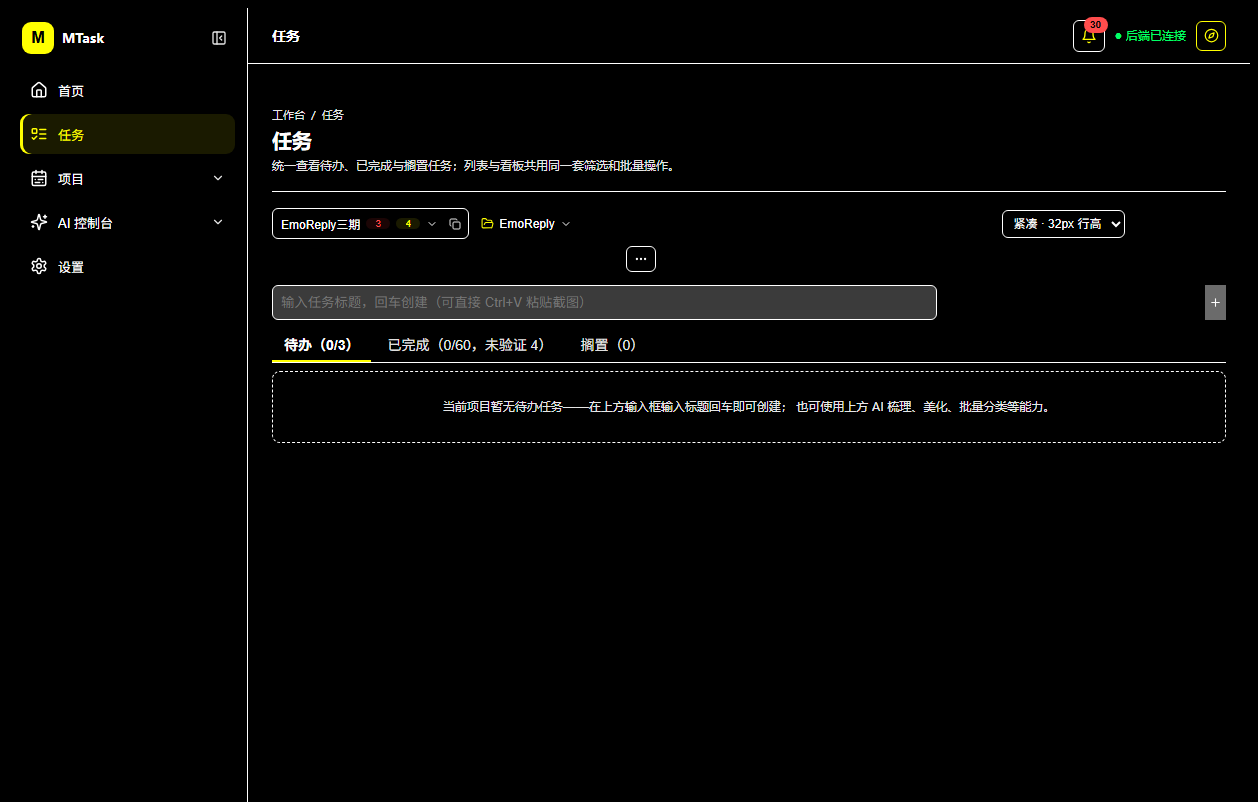 M MTask
首页
任务
项目
AI 控制台
设置
任务
30
后端已连接
工作台 / 任务
任务
统一查看待办、已完成与搁置任务；列表与看板共用同一套筛选和批量操作。
EmoReply三期 3 4 EmoReply 紧凑 · 32px 行高
...
输入任务标题，回车创建（可直接 Ctrl+V 粘贴截图） +
待办（0/3） 已完成（0/60，未验证 4） 搁置（0）
当前项目暂无待办任务——在上方输入框输入标题回车即可创建； 也可使用上方 AI 梳理、美化、批量分类等能力。